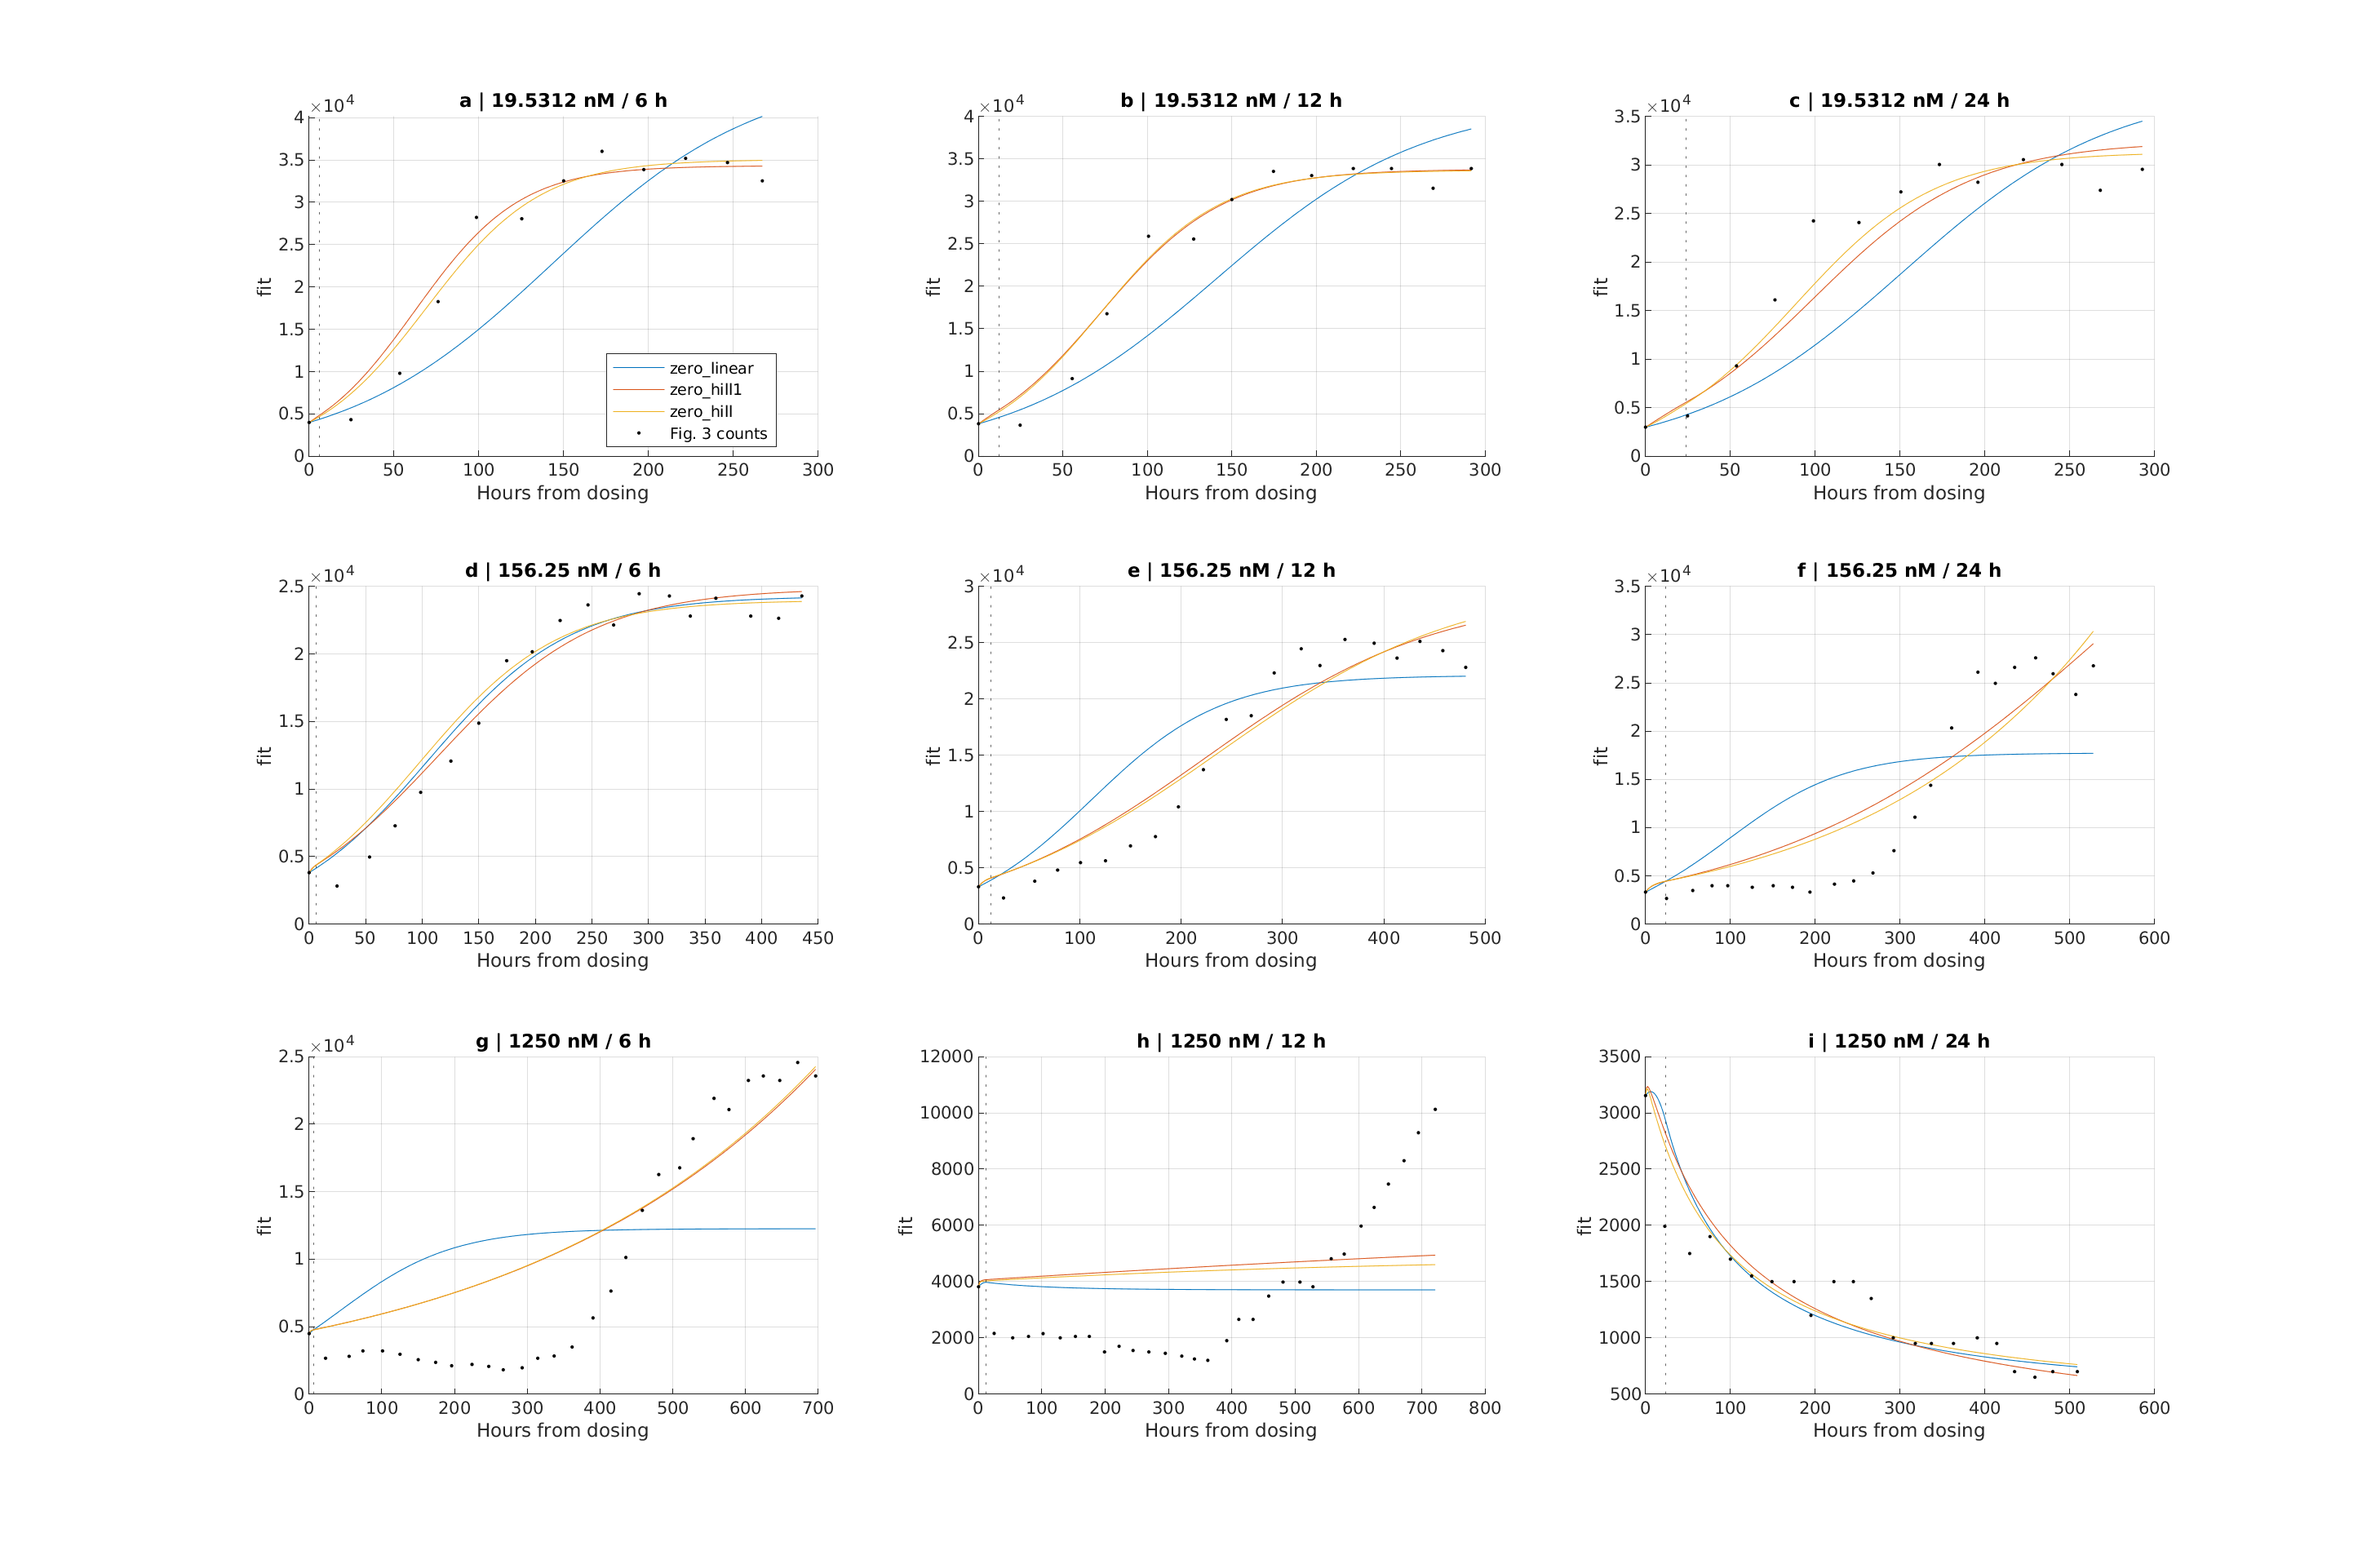 a | 19.5312 nM / 6 h
×10^4
4
3.5
3
2.5
2
1.5
1
0.5
0
fit
0 50 100 150 200 250 300
Hours from dosing
zero_linear
zero_hill1
zero_hill
Fig. 3 counts
b | 19.5312 nM / 12 h
×10^4
4
3.5
3
2.5
2
1.5
1
0.5
0
fit
0 50 100 150 200 250 300
Hours from dosing
c | 19.5312 nM / 24 h
×10^4
3.5
3
2.5
2
1.5
1
0.5
0
fit
0 50 100 150 200 250 300
Hours from dosing
d | 156.25 nM / 6 h
×10^4
2.5
2
1.5
1
0.5
0
fit
0 50 100 150 200 250 300 350 400 450
Hours from dosing
e | 156.25 nM / 12 h
×10^4
3
2.5
2
1.5
1
0.5
0
fit
0 100 200 300 400 500
Hours from dosing
f | 156.25 nM / 24 h
×10^4
3.5
3
2.5
2
1.5
1
0.5
0
fit
0 100 200 300 400 500 600
Hours from dosing
g | 1250 nM / 6 h
×10^4
2.5
2
1.5
1
0.5
0
fit
0 100 200 300 400 500 600 700
Hours from dosing
h | 1250 nM / 12 h
12000
10000
8000
6000
4000
2000
0
fit
0 100 200 300 400 500 600 700 800
Hours from dosing
i | 1250 nM / 24 h
3500
3000
2500
2000
1500
1000
500
fit
0 100 200 300 400 500 600
Hours from dosing